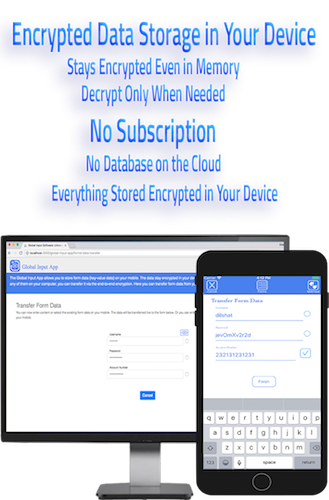 Encrypted Data Storage in Your Device
Stays Encrypted Even in Memory
Decrypt Only When Needed
No Subscription
No Database on the Cloud
Everything Stored Encrypted in Your Device
Global Input App
Transfer Form Data
Username
Password
Account Number
Cancel
Transfer Form Data
Username
dilshat
Password
jevOmXv2r2d
Account Number
232131231231
Finish
q w e r t y u i o p
a s d f g h j k l
z x c v b n m
123
space
return